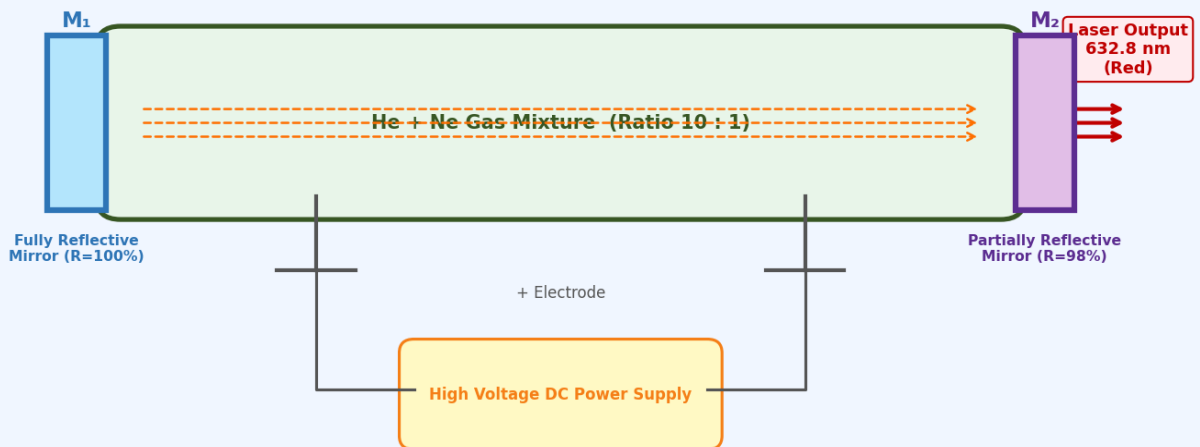 M₁
M₂
Laser Output
632.8 nm
(Red)
He + Ne Gas Mixture  (Ratio 10 : 1)
Fully Reflective
Mirror (R=100%)
Partially Reflective
Mirror (R=98%)
+ Electrode
High Voltage DC Power Supply